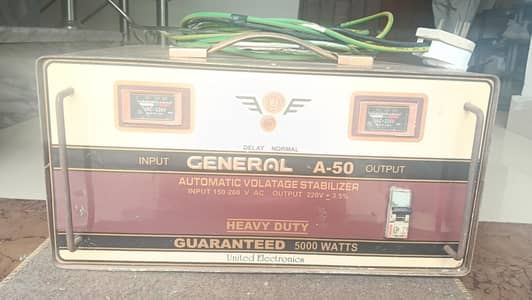 DELAY NORMAL
INPUT GENERAL A-50 OUTPUT
AUTOMATIC VOLATAGE STABILIZER
INPUT 150-260 V AC OUTPUT 220V + 3.5%
HEAVY DUTY
GUARANTEED 5000 WATTS
United Electronics